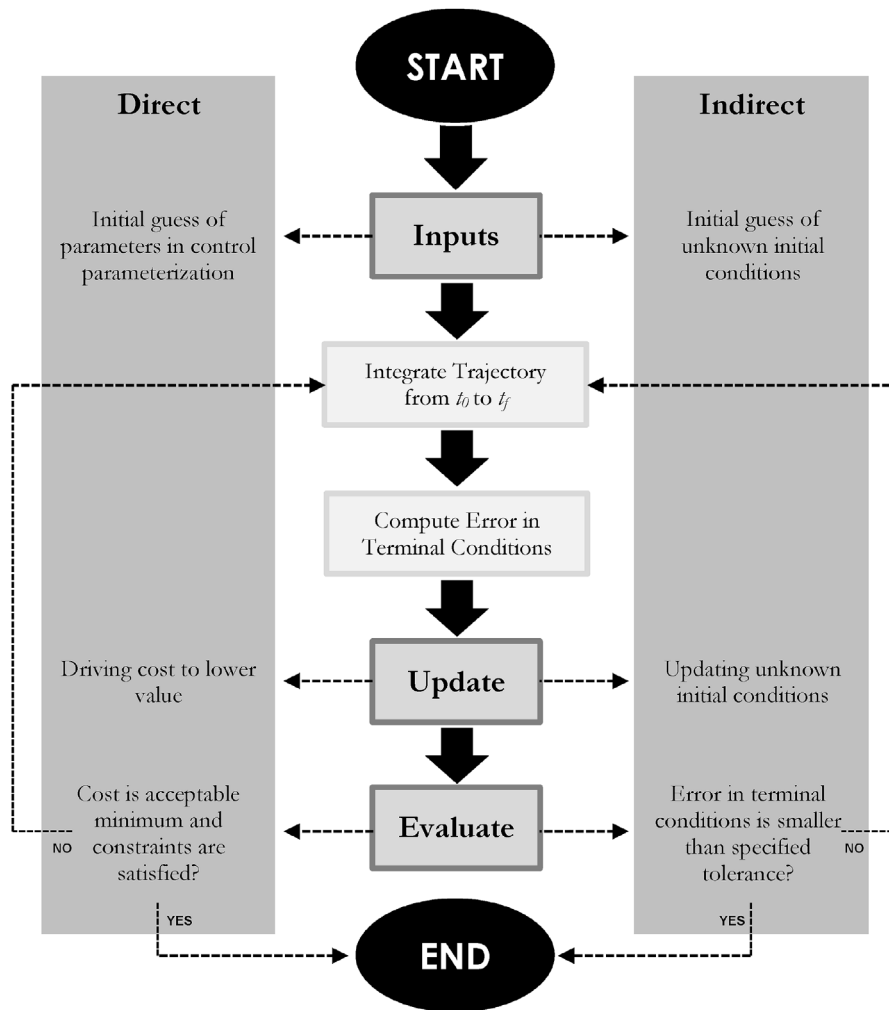 START
Direct
Indirect
Initial guess of
parameters in control
parameterization
Inputs
Initial guess of
unknown initial
conditions
Integrate Trajectory
from t0 to tf
Compute Error in
Terminal Conditions
Driving cost to lower
value
Update
Updating unknown
initial conditions
Cost is acceptable
minimum and
constraints are
satisfied?
NO
Evaluate
Error in terminal
conditions is smaller
than specified
tolerance?
NO
YES
YES
END